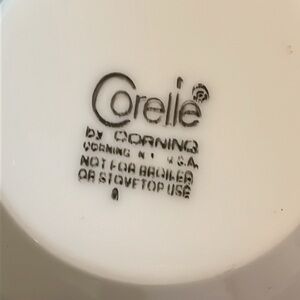 Corelle®
by CORNING
CORNING N.Y. U.S.A.
NOT FOR BROILER
OR STOVETOP USE